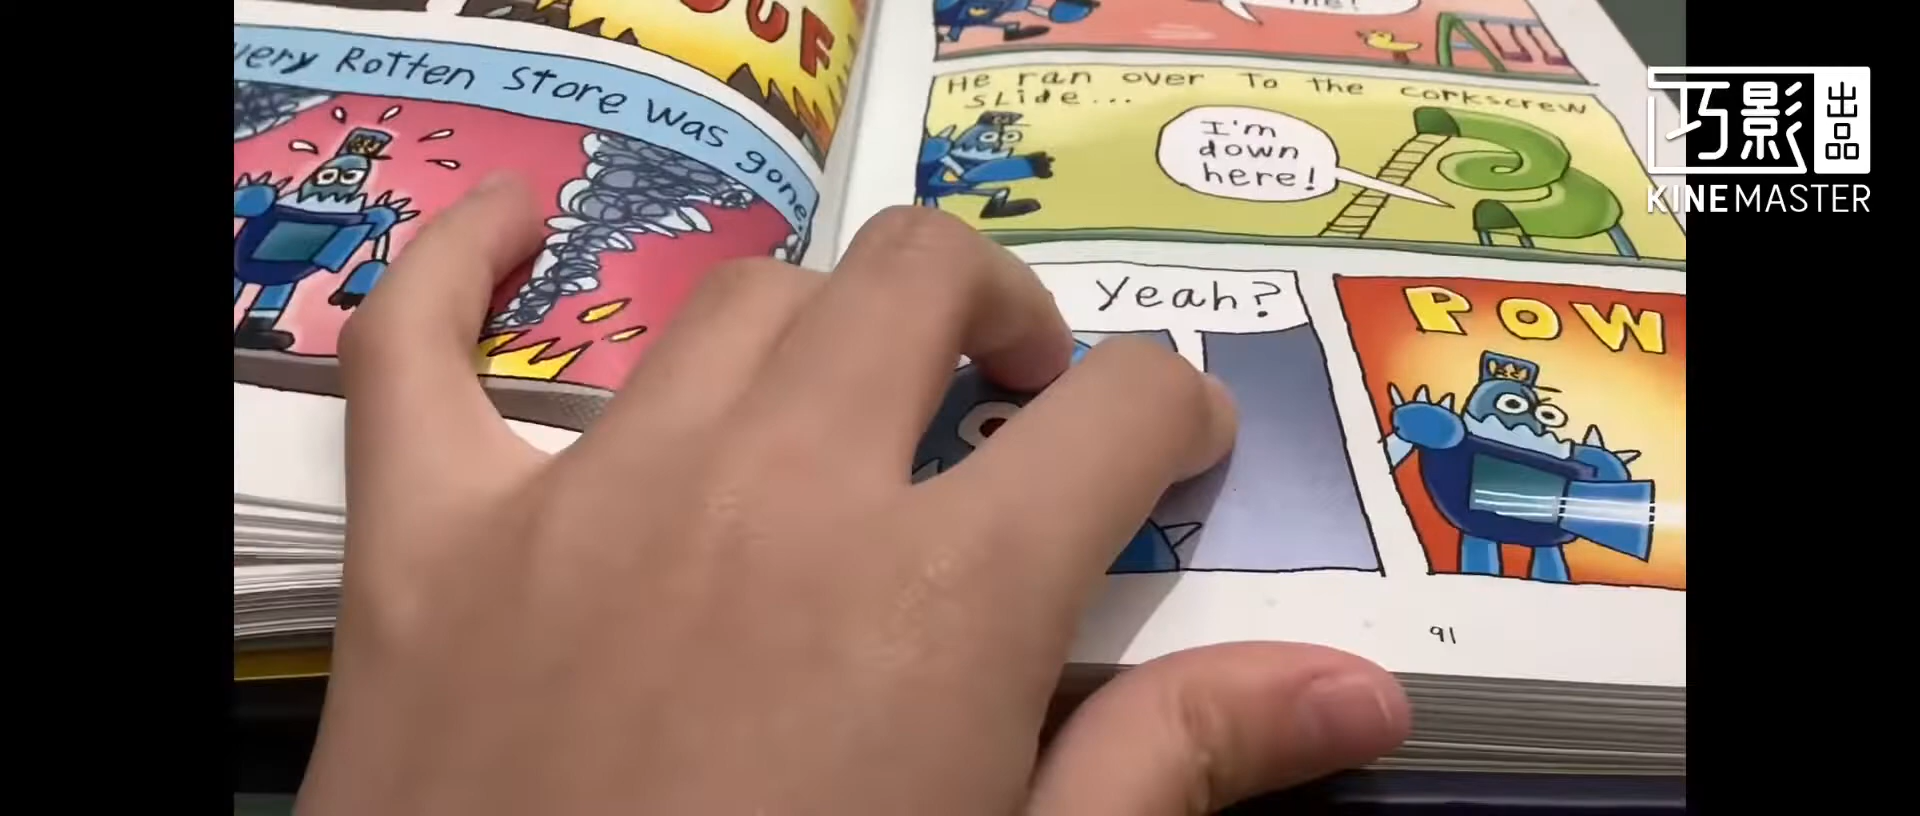 very Rotten Store was gone.
me!
He ran over To The corkscrew
SLide...
I'm
down
here!
Yeah?
POW
91
巧影
出品
KINEMASTER